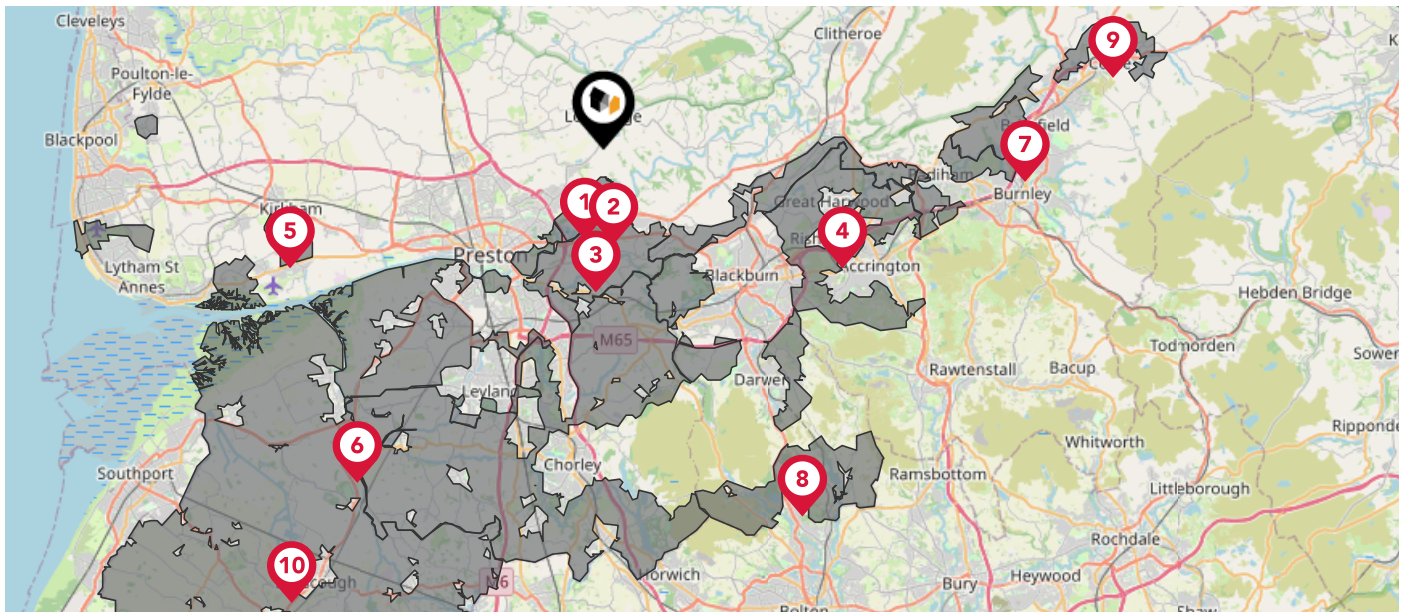 Cleveleys
Clitheroe
9
Poulton-le-
Fylde
Blackpool
7
Padiham
Burnley
1
2
Great Harwood
Kirkham
5
4
Preston
3
Lytham St
Annes
Blackburn
Accrington
Hebden Bridge
M65
Todmorden
Leyland
Darwen
Rawtenstall
Bacup
6
Whitworth
Southport
Chorley
8
Ramsbottom
Littleborough
Rochdale
10
M6
Horwich
Bury
Heywood
Bolton
Shaw